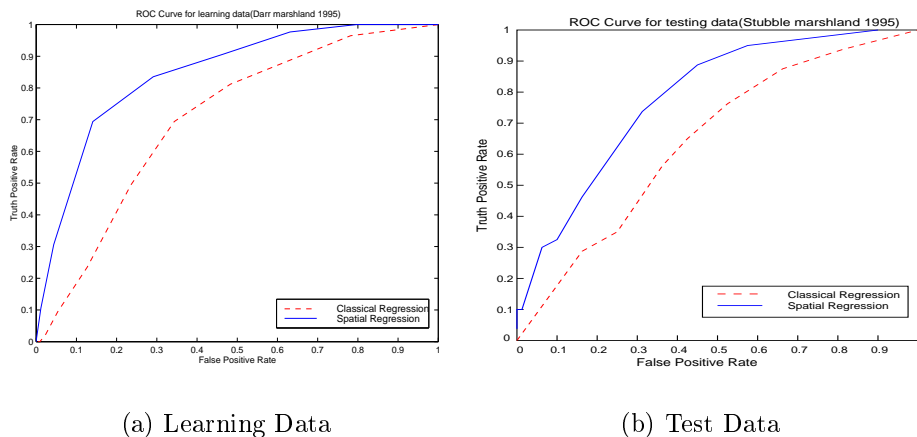 ROC Curve for learning data(Darr marshland 1995)
1
0.9
0.8
0.7
0.6
0.5
0.4
0.3
0.2
0.1
0
Truth Positive Rate
0 0.1 0.2 0.3 0.4 0.5 0.6 0.7 0.8 0.9 1
False Positive Rate
Classical Regression
Spatial Regression
(a) Learning Data
ROC Curve for testing data(Stubble marshland 1995)
1
0.9
0.8
0.7
0.6
0.5
0.4
0.3
0.2
0.1
0
Truth Positive Rate
0 0.1 0.2 0.3 0.4 0.5 0.6 0.7 0.8 0.9
False Positive Rate
Classical Regression
Spatial Regression
(b) Test Data